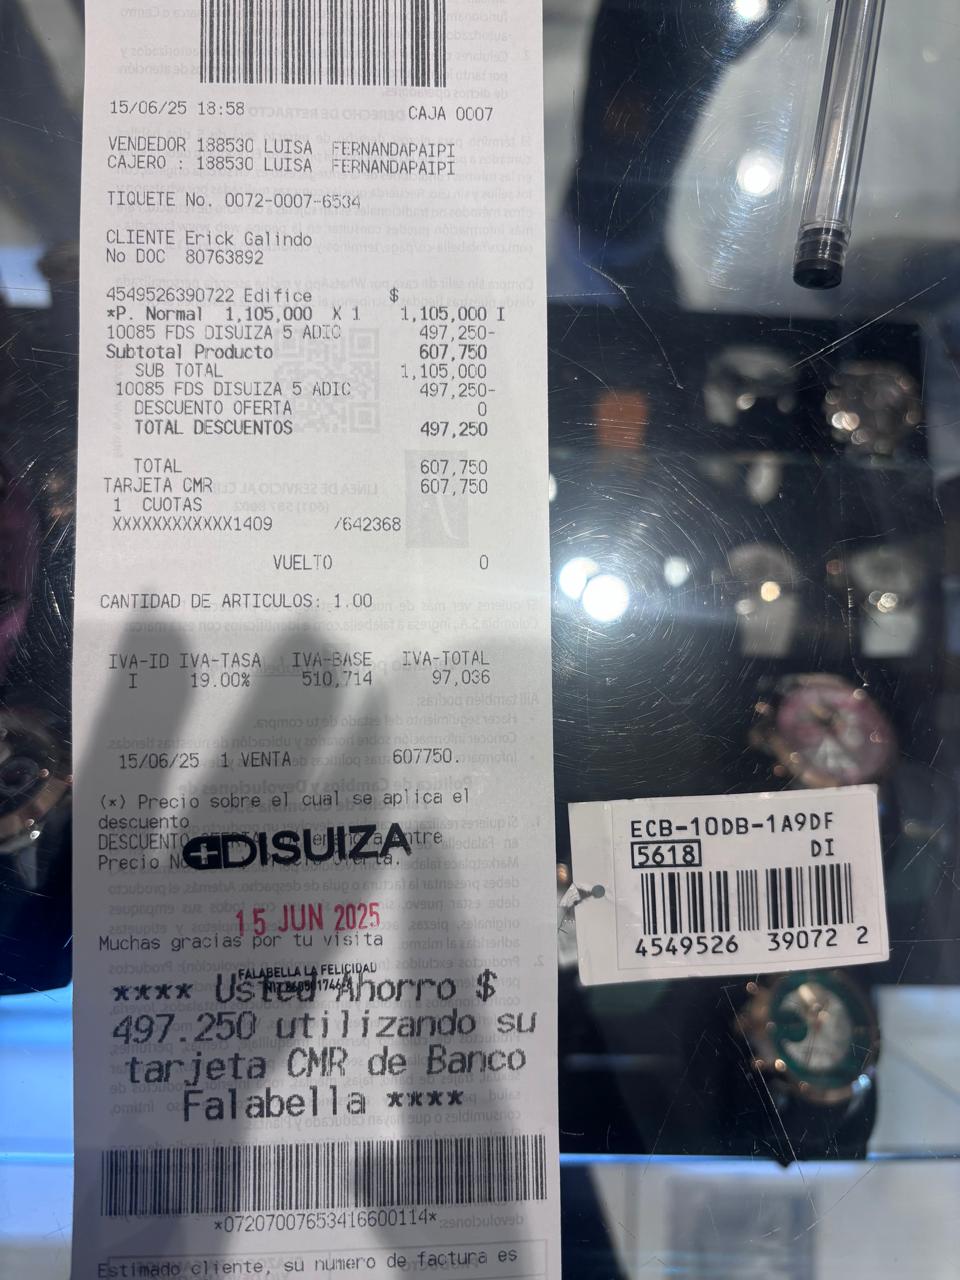 15/06/25 18:58 CAJA 0007
VENDEDOR 188530 LUISA FERNANDAPAIPI
CAJERO : 188530 LUISA FERNANDAPAIPI
TIQUETE No. 0072-0007-6534
CLIENTE Erick Galindo
No DOC 80763892
4549526390722 Edifice $
*P. Normal 1,105,000 X 1 1,105,000 I
10085 FDS DISUIZA 5 ADIC 497,250-
Subtotal Producto 607,750
SUB TOTAL 1,105,000
10085 FDS DISUIZA 5 ADIC 497,250-
DESCUENTO OFERTA 0
TOTAL DESCUENTOS 497,250
TOTAL 607,750
TARJETA CMR 607,750
1 CUOTAS
XXXXXXXXXXXX1409 /642368
VUELTO 0
CANTIDAD DE ARTICULOS: 1.00
IVA-ID IVA-TASA IVA-BASE IVA-TOTAL
I 19.00% 510,714 97,036
15/06/25 1 VENTA 607750.
(*) Precio sobre el cual se aplica el
descuento
DESCUENTO
Precio
DISUIZA
15 JUN 2025
Muchas gracias por tu visita
FALABELLA LA FELICIDAD
**** Usted Ahorro $
497.250 utilizando su
tarjeta CMR de Banco
Falabella ****
*07207007653416600114*
Estimado cliente, su número de factura es
ECB-10DB-1A9DF
5618 DI
4549526 39072 2